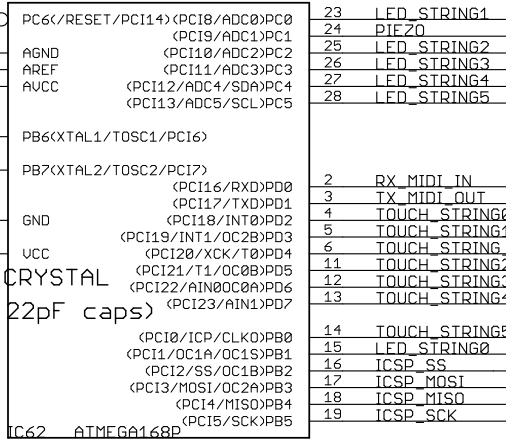 PC6(/RESET/PCI14) (PCI8/ADC0)PC0 23 LED_STRING1
(PCI9/ADC1)PC1 24 PIEZO
AGND (PCI10/ADC2)PC2 25 LED_STRING2
AREF (PCI11/ADC3)PC3 26 LED_STRING3
AVCC (PCI12/ADC4/SDA)PC4 27 LED_STRING4
(PCI13/ADC5/SCL)PC5 28 LED_STRING5
PB6(XTAL1/TOSC1/PCI6)
PB7(XTAL2/TOSC2/PCI7)
(PCI16/RXD)PD0 2 RX_MIDI_IN
(PCI17/TXD)PD1 3 TX_MIDI_OUT
GND (PCI18/INT0)PD2 4 TOUCH_STRING0
(PCI19/INT1/OC2B)PD3 5 TOUCH_STRING1
VCC (PCI20/XCK/T0)PD4 6 TOUCH_STRING_
CRYSTAL (PCI21/T1/OC0B)PD5 11 TOUCH_STRING2
(PCI22/AIN0OC0A)PD6 12 TOUCH_STRING3
22pF caps) (PCI23/AIN1)PD7 13 TOUCH_STRING4
(PCI0/ICP/CLKO)PB0 14 TOUCH_STRING5
(PCI1/OC1A/OC1S)PB1 15 LED_STRING0
(PCI2/SS/OC1B)PB2 16 ICSP_SS
(PCI3/MOSI/OC2A)PB3 17 ICSP_MOSI
(PCI4/MISO)PB4 18 ICSP_MISO
(PCI5/SCK)PB5 19 ICSP_SCK
IC62 ATMEGA168P